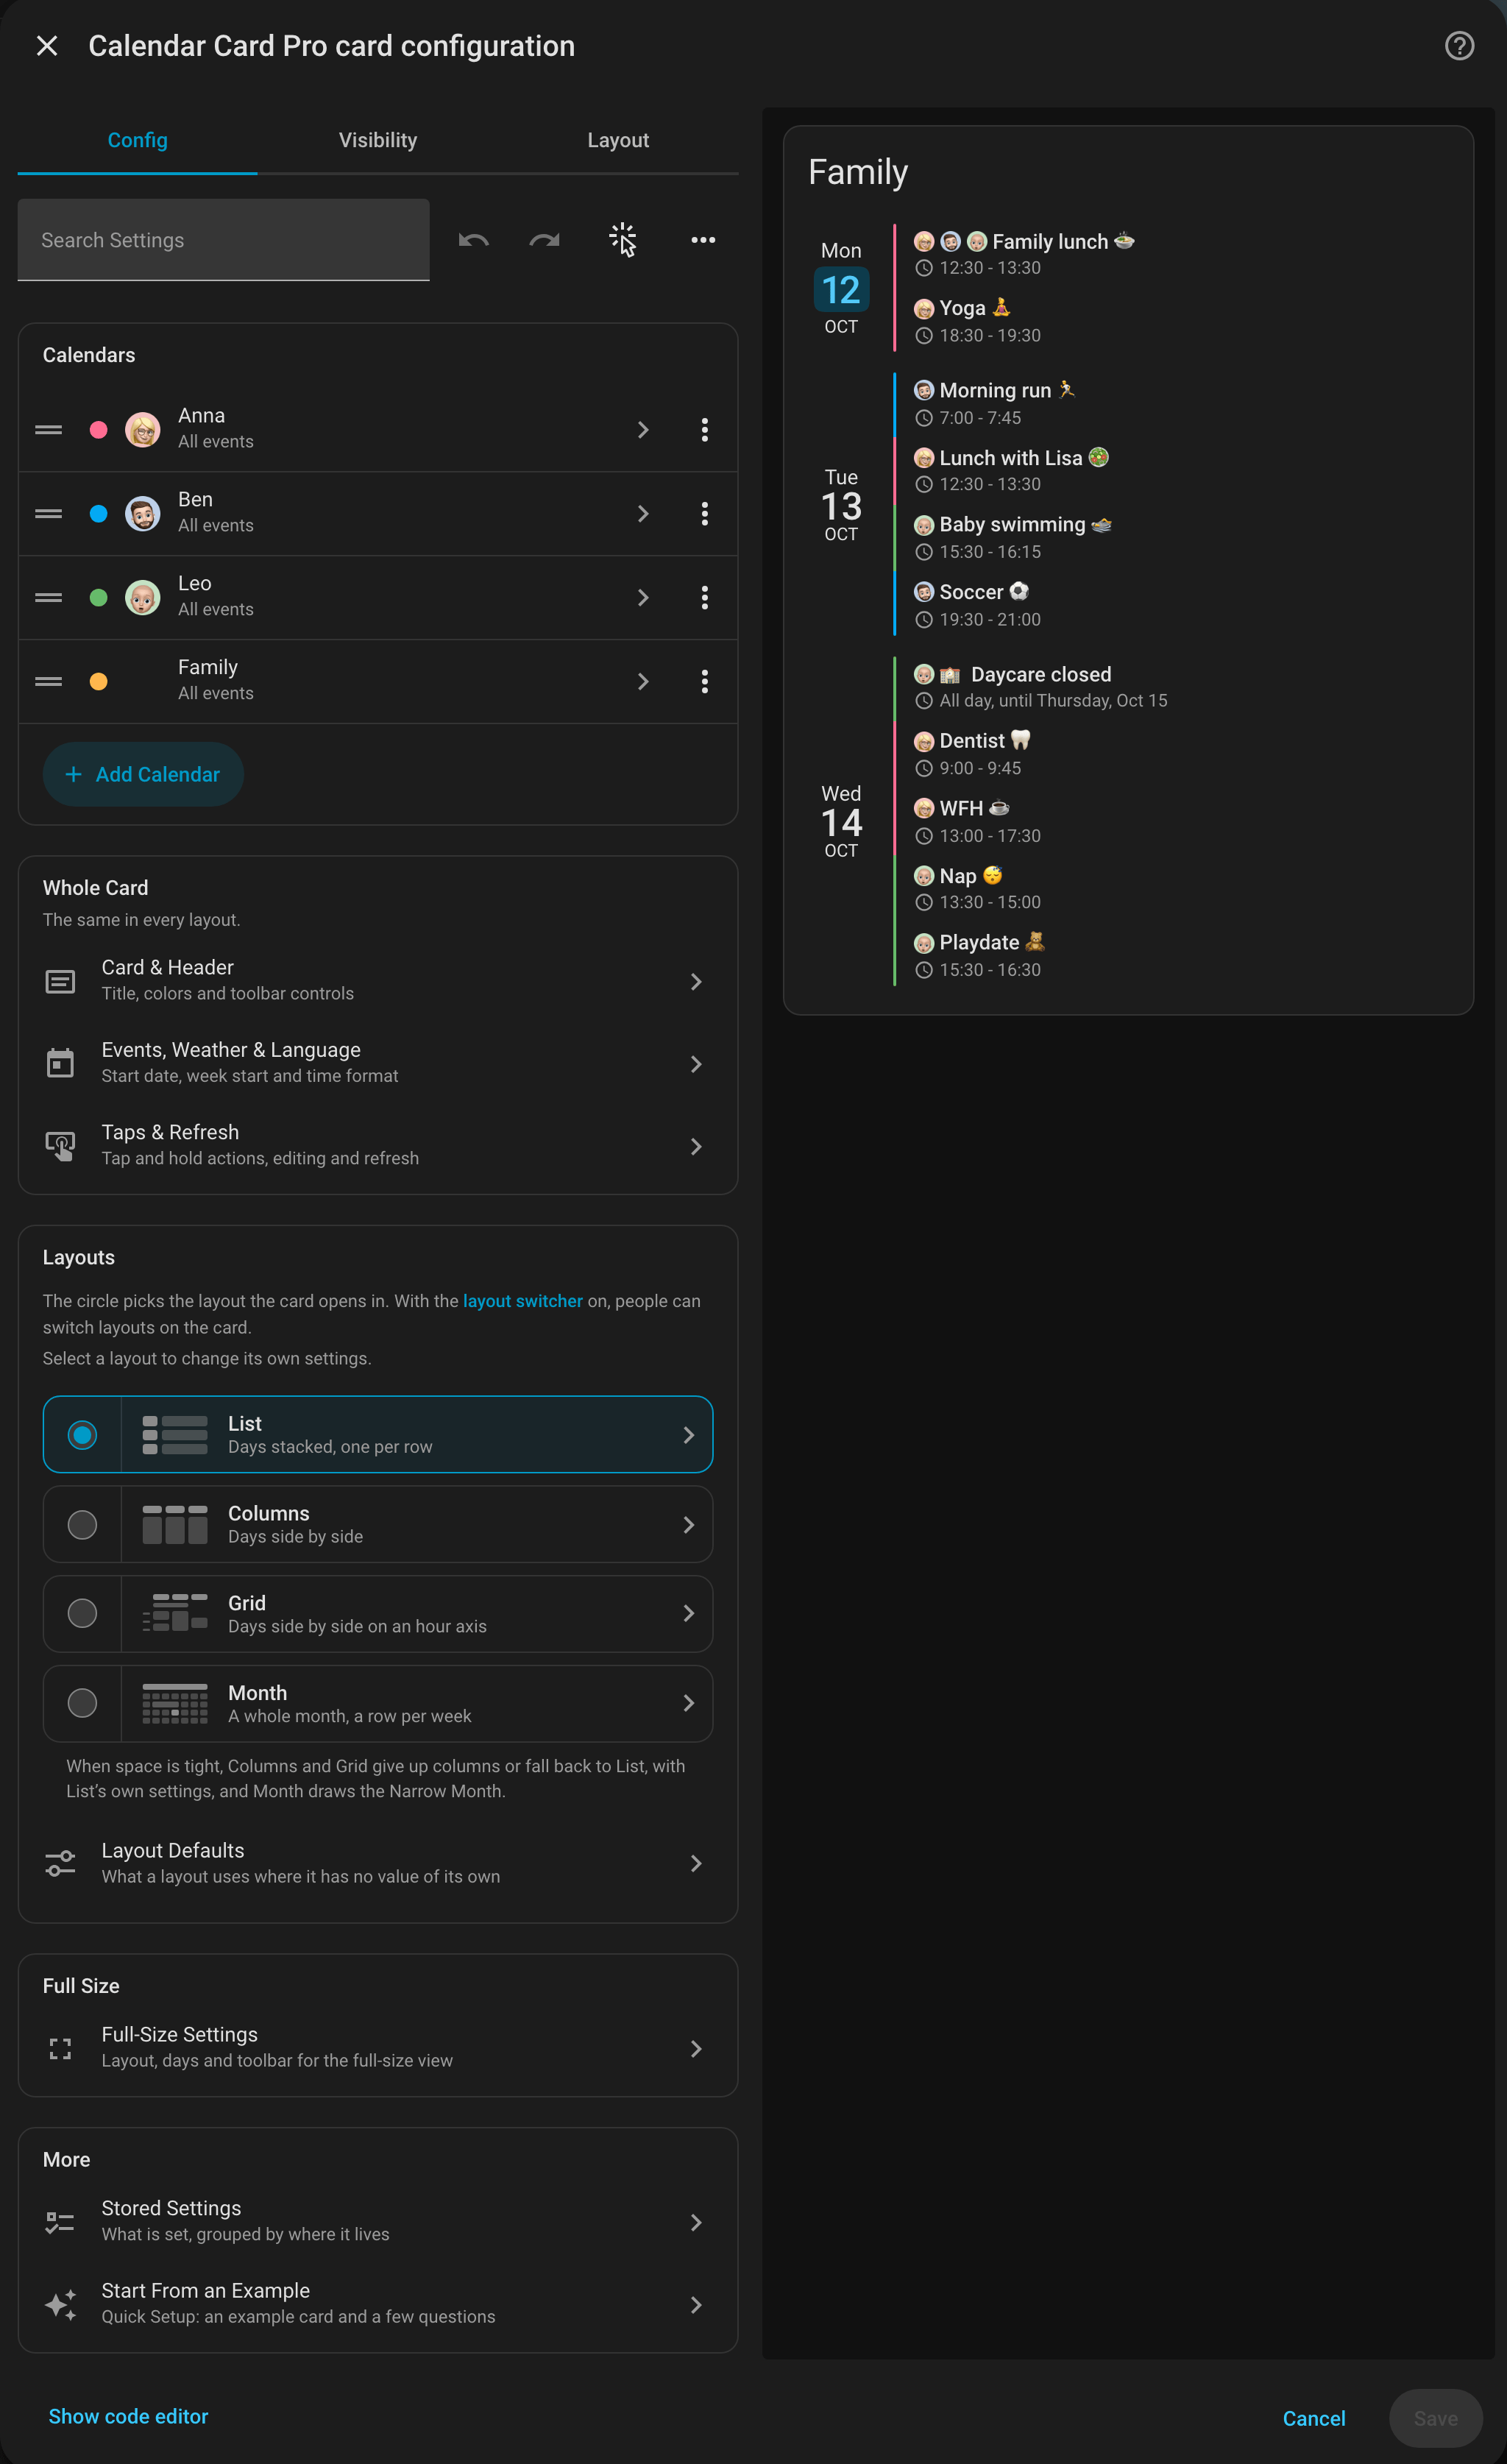 Calendar Card Pro card configuration
Config
Visibility
Layout
Search Settings
Calendars
Anna
All events
Ben
All events
Leo
All events
Family
All events
Add Calendar
Whole Card
The same in every layout.
Card & Header
Title, colors and toolbar controls
Events, Weather & Language
Start date, week start and time format
Taps & Refresh
Tap and hold actions, editing and refresh
Layouts
The circle picks the layout the card opens in. With the layout switcher on, people can
switch layouts on the card.
Select a layout to change its own settings.
List
Days stacked, one per row
Columns
Days side by side
Grid
Days side by side on an hour axis
Month
A whole month, a row per week
When space is tight, Columns and Grid give up columns or fall back to List, with
List’s own settings, and Month draws the Narrow Month.
Layout Defaults
What a layout uses where it has no value of its own
Full Size
Full-Size Settings
Layout, days and toolbar for the full-size view
More
Stored Settings
What is set, grouped by where it lives
Start From an Example
Quick Setup: an example card and a few questions
Family
Mon
12
OCT
Family lunch
12:30 - 13:30
Yoga
18:30 - 19:30
Tue
13
OCT
Morning run
7:00 - 7:45
Lunch with Lisa
12:30 - 13:30
Baby swimming
15:30 - 16:15
Soccer
19:30 - 21:00
Wed
14
OCT
Daycare closed
All day, until Thursday, Oct 15
Dentist
9:00 - 9:45
WFH
13:00 - 17:30
Nap
13:30 - 15:00
Playdate
15:30 - 16:30
Show code editor
Cancel
Save